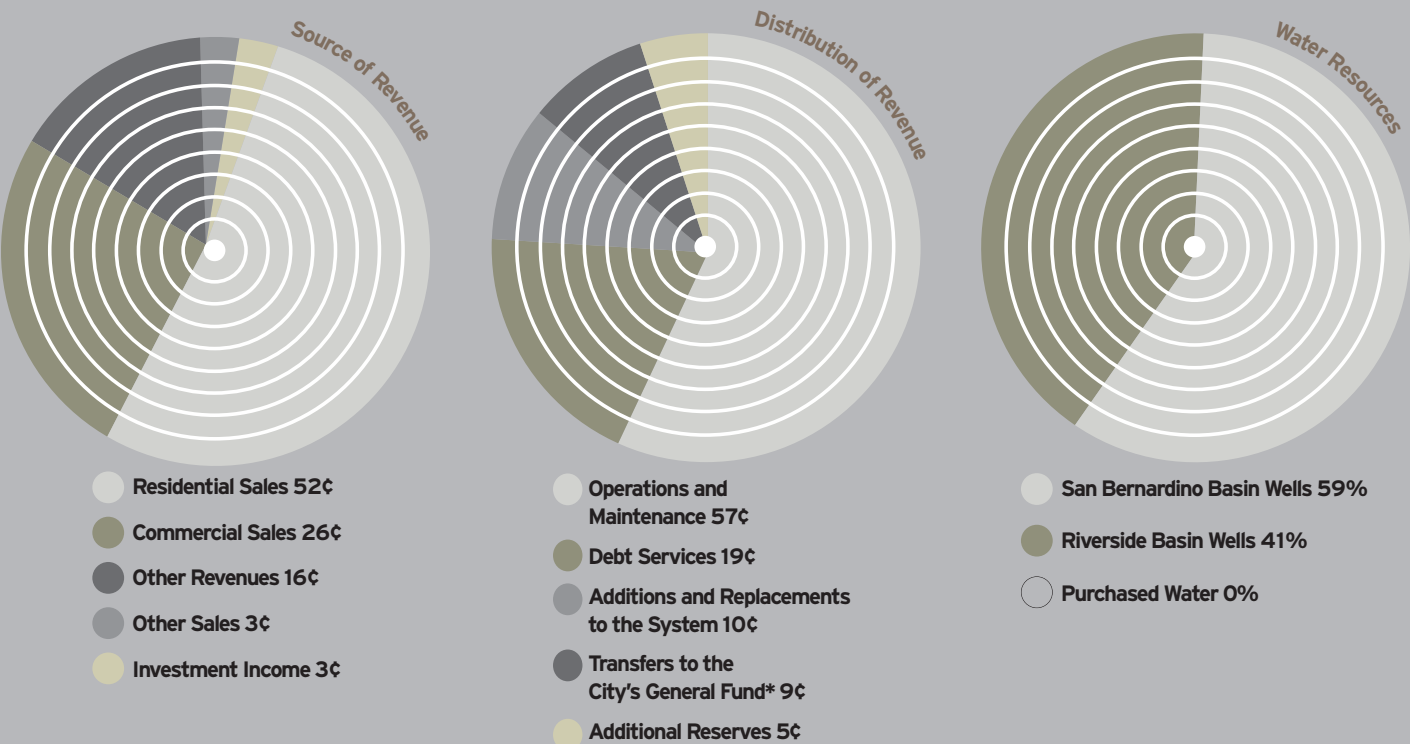 Source of Revenue
Residential Sales 52¢
Commercial Sales 26¢
Other Revenues 16¢
Other Sales 3¢
Investment Income 3¢
Distribution of Revenue
Operations and
Maintenance 57¢
Debt Services 19¢
Additions and Replacements
to the System 10¢
Transfers to the
City's General Fund* 9¢
Additional Reserves 5¢
Water Resources
San Bernardino Basin Wells 59%
Riverside Basin Wells 41%
Purchased Water 0%